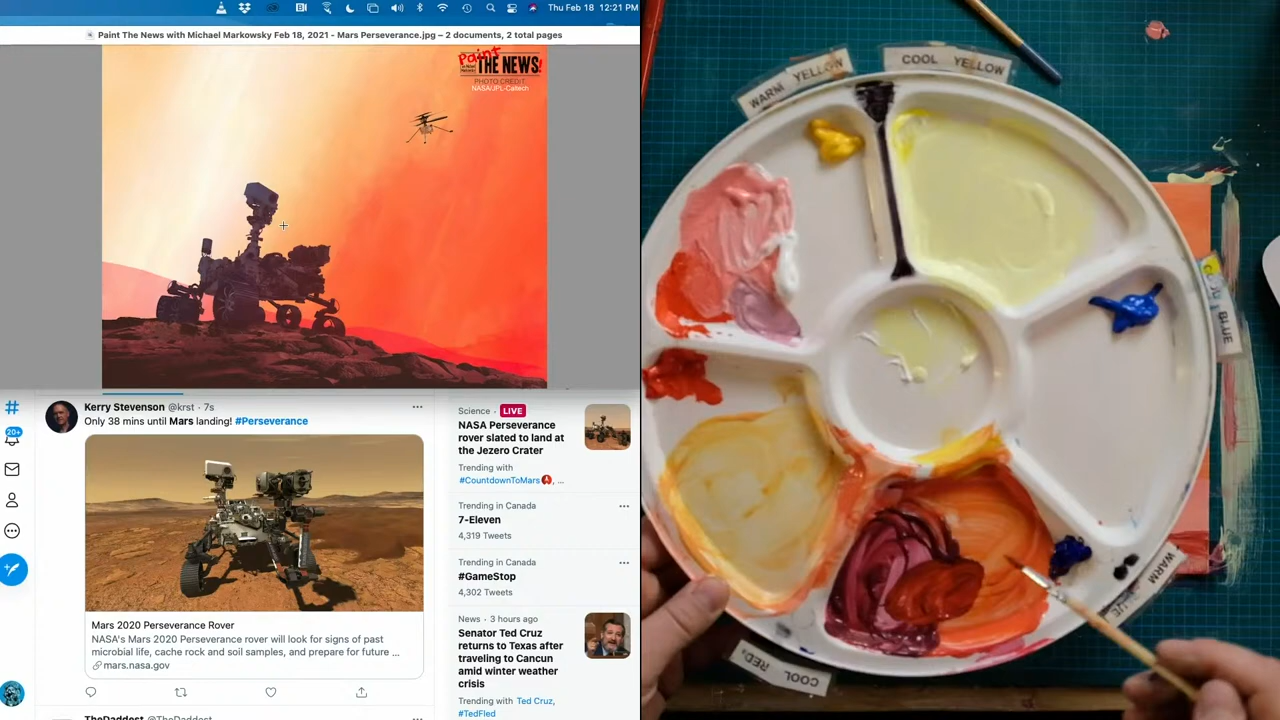 Thu Feb 18 12:21 PM
Paint The News with Michael Markowsky Feb 18, 2021 - Mars Perseverance.jpg – 2 documents, 2 total pages
Paint
THE NEWS!
PHOTO CREDIT
NASA/JPL-Caltech
20+
Kerry Stevenson @krst · 7s
Only 38 mins until Mars landing! #Perseverance
Mars 2020 Perseverance Rover
NASA's Mars 2020 Perseverance rover will look for signs of past
microbial life, cache rock and soil samples, and prepare for future ...
mars.nasa.gov
TheDaddest @TheDaddest
Science · LIVE
NASA Perseverance
rover slated to land at
the Jezero Crater
Trending with
#CountdownToMars, ...
Trending in Canada
7-Eleven
4,319 Tweets
Trending in Canada
#GameStop
4,302 Tweets
News · 3 hours ago
Senator Ted Cruz
returns to Texas after
traveling to Cancun
amid winter weather
crisis
Trending with Ted Cruz,
#TedFled
WARM YELLOW
COOL YELLOW
BLUE
WARM
COOL
RED